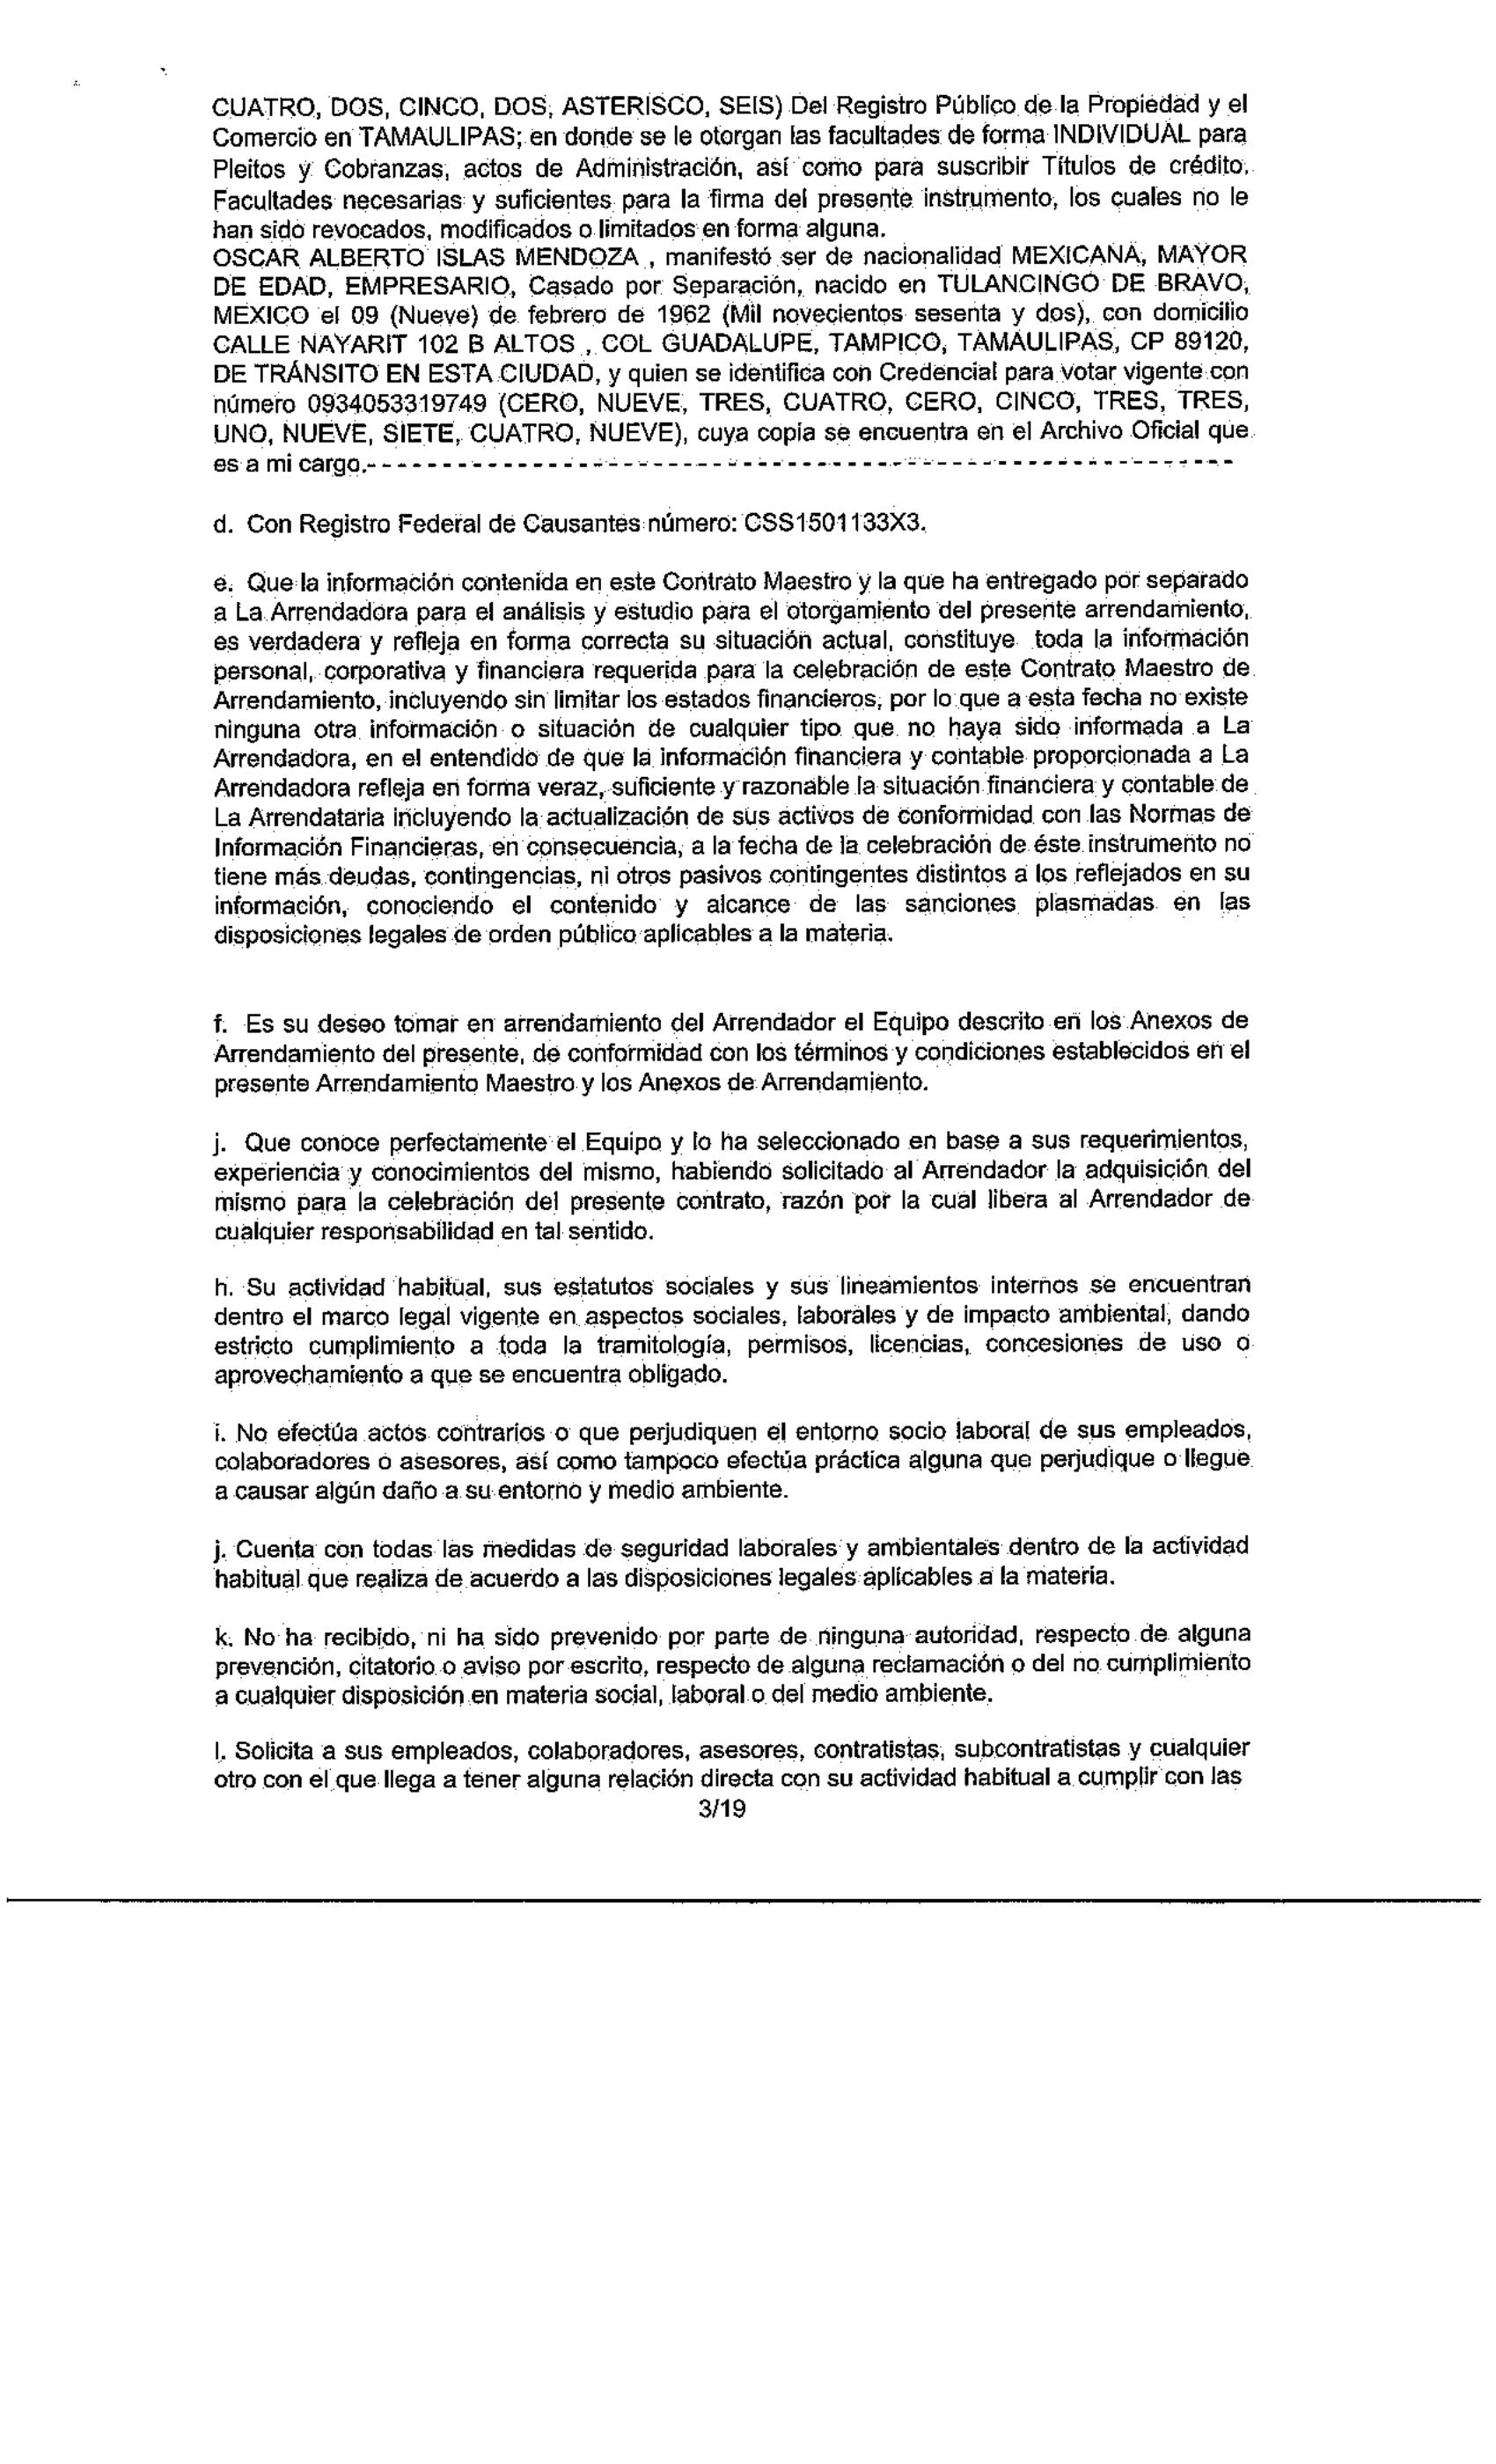 CUATRO, DOS, CINCO, DOS, ASTERISCO, SEIS) Del Registro Público de la Propiedad y el
Comercio en TAMAULIPAS; en donde se le otorgan las facultades de forma INDIVIDUAL para
Pleitos y Cobranzas, actos de Administración, así como para suscribir Títulos de crédito,
Facultades necesarias y suficientes para la firma del presente instrumento, los cuales no le
han sido revocados, modificados o limitados en forma alguna.
OSCAR ALBERTO ISLAS MENDOZA , manifestó ser de nacionalidad MEXICANA, MAYOR
DE EDAD, EMPRESARIO, Casado por Separación, nacido en TULANCINGO DE BRAVO,
MEXICO el 09 (Nueve) de febrero de 1962 (Mil novecientos sesenta y dos), con domicilio
CALLE NAYARIT 102 B ALTOS , COL GUADALUPE, TAMPICO, TAMAULIPAS, CP 89120,
DE TRÁNSITO EN ESTA CIUDAD, y quien se identifica con Credencial para votar vigente con
número 0934053319749 (CERO, NUEVE, TRES, CUATRO, CERO, CINCO, TRES, TRES,
UNO, NUEVE, SIETE, CUATRO, NUEVE), cuya copia se encuentra en el Archivo Oficial que
es a mi cargo.- - - - - - - - - - - - - - - - - - - - - - - - - - - - - - - - - - - - - - - - - - - - - - - - - - - - - - - - - -
d. Con Registro Federal de Causantes número: CSS1501133X3.
e. Que la información contenida en este Contrato Maestro y la que ha entregado por separado
a La Arrendadora para el análisis y estudio para el otorgamiento del presente arrendamiento,
es verdadera y refleja en forma correcta su situación actual, constituye toda la información
personal, corporativa y financiera requerida para la celebración de este Contrato Maestro de
Arrendamiento, incluyendo sin limitar los estados financieros, por lo que a esta fecha no existe
ninguna otra información o situación de cualquier tipo que no haya sido informada a La
Arrendadora, en el entendido de que la información financiera y contable proporcionada a La
Arrendadora refleja en forma veraz, suficiente y razonable la situación financiera y contable de
La Arrendataria incluyendo la actualización de sus activos de conformidad con las Normas de
Información Financieras, en consecuencia, a la fecha de la celebración de éste instrumento no
tiene más deudas, contingencias, ni otros pasivos contingentes distintos a los reflejados en su
información, conociendo el contenido y alcance de las sanciones plasmadas en las
disposiciones legales de orden público aplicables a la materia.
f. Es su deseo tomar en arrendamiento del Arrendador el Equipo descrito en los Anexos de
Arrendamiento del presente, de conformidad con los términos y condiciones establecidos en el
presente Arrendamiento Maestro y los Anexos de Arrendamiento.
j. Que conoce perfectamente el Equipo y lo ha seleccionado en base a sus requerimientos,
experiencia y conocimientos del mismo, habiendo solicitado al Arrendador la adquisición del
mismo para la celebración del presente contrato, razón por la cual libera al Arrendador de
cualquier responsabilidad en tal sentido.
h. Su actividad habitual, sus estatutos sociales y sus lineamientos internos se encuentran
dentro el marco legal vigente en aspectos sociales, laborales y de impacto ambiental, dando
estricto cumplimiento a toda la tramitología, permisos, licencias, concesiones de uso o
aprovechamiento a que se encuentra obligado.
i. No efectúa actos contrarios o que perjudiquen el entorno socio laboral de sus empleados,
colaboradores o asesores, así como tampoco efectúa práctica alguna que perjudique o llegue
a causar algún daño a su entorno y medio ambiente.
j. Cuenta con todas las medidas de seguridad laborales y ambientales dentro de la actividad
habitual que realiza de acuerdo a las disposiciones legales aplicables a la materia.
k. No ha recibido, ni ha sido prevenido por parte de ninguna autoridad, respecto de alguna
prevención, citatorio o aviso por escrito, respecto de alguna reclamación o del no cumplimiento
a cualquier disposición en materia social, laboral o del medio ambiente.
l. Solicita a sus empleados, colaboradores, asesores, contratistas, subcontratistas y cualquier
otro con el que llega a tener alguna relación directa con su actividad habitual a cumplir con las
3/19